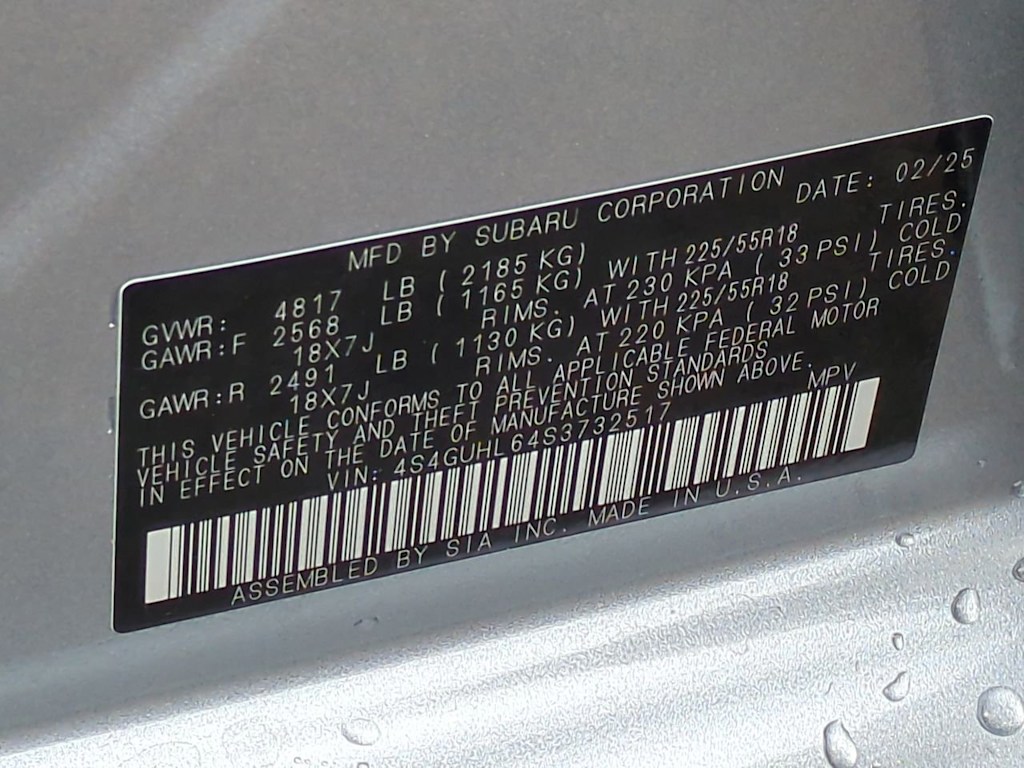 MFD BY SUBARU CORPORATION DATE: 02/25
GVWR: 4817 LB ( 2185 KG)
GAWR:F 2568 LB ( 1165 KG) WITH 225/55R18 TIRES.
18X7J RIMS. AT 230 KPA ( 33 PSI) COLD
GAWR:R 2491 LB ( 1130 KG) WITH 225/55R18 TIRES.
18X7J RIMS. AT 220 KPA ( 32 PSI) COLD
THIS VEHICLE CONFORMS TO ALL APPLICABLE FEDERAL MOTOR
VEHICLE SAFETY AND THEFT PREVENTION STANDARDS
IN EFFECT ON THE DATE OF MANUFACTURE SHOWN ABOVE.
VIN: 4S4GUHL64S3732517 MPV
ASSEMBLED BY SIA INC. MADE IN U.S.A.